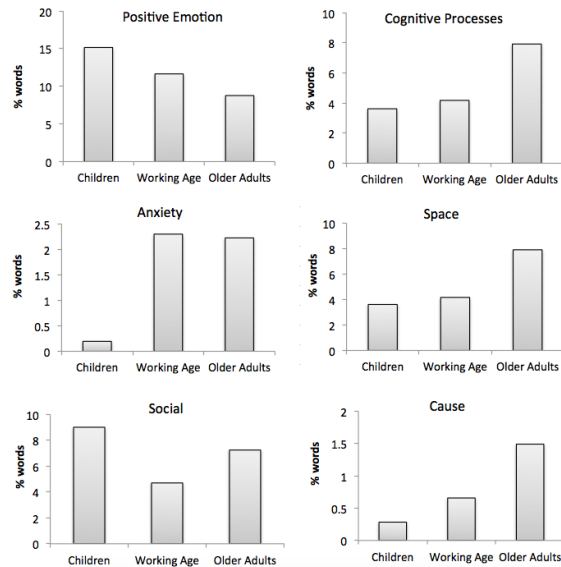 Positive Emotion
% words
20
15
10
5
0
Children Working Age Older Adults
Cognitive Processes
% words
10
8
6
4
2
0
Children Working Age Older Adults
Anxiety
% words
2.5
2
1.5
1
0.5
0
Children Working Age Older Adults
Space
% words
10
8
6
4
2
0
Children Working Age Older Adults
Social
% words
10
8
6
4
2
0
Children Working Age Older Adults
Cause
% words
2
1.5
1
0.5
0
Children Working Age Older Adults